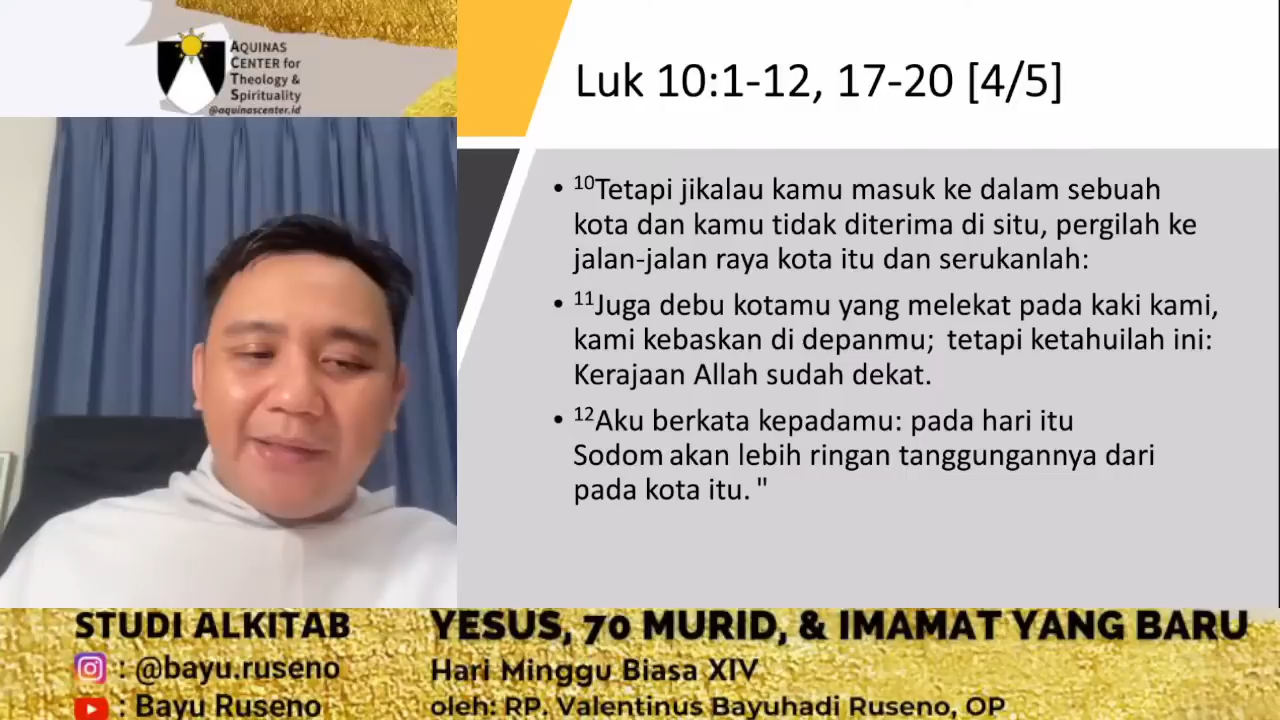 AQUINAS
CENTER for
Theology &
Spirituality
@aquinascenter.id
Luk 10:1-12, 17-20 [4/5]
• 10Tetapi jikalau kamu masuk ke dalam sebuah
kota dan kamu tidak diterima di situ, pergilah ke
jalan-jalan raya kota itu dan serukanlah:
• 11Juga debu kotamu yang melekat pada kaki kami,
kami kebaskan di depanmu; tetapi ketahuilah ini:
Kerajaan Allah sudah dekat.
• 12Aku berkata kepadamu: pada hari itu
Sodom akan lebih ringan tanggungannya dari
pada kota itu. "
STUDI ALKITAB
: @bayu.ruseno
: Bayu Ruseno
YESUS, 70 MURID, & IMAMAT YANG BARU
Hari Minggu Biasa XIV
oleh: RP. Valentinus Bayuhadi Ruseno, OP